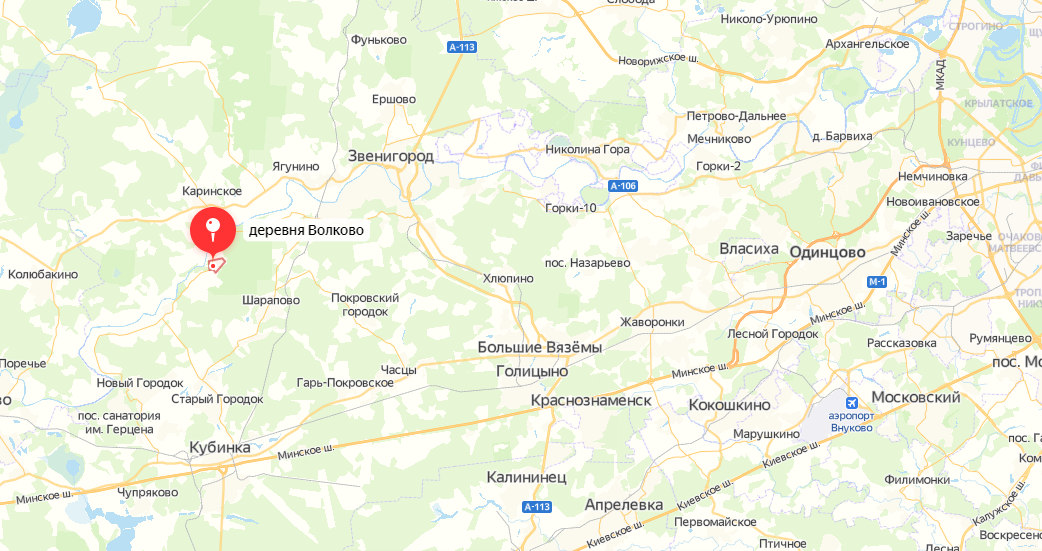 Слобода
Николо-Урюпино
СТРОГИНО
Фуньково
А-113
Архангельское
Новорижское ш.
МКАД
Ершово
КРЫЛАТСКОЕ
Петрово-Дальнее
Мечниково
д. Барвиха
КУНЦЕВО
Звенигород
Николина Гора
Ягунино
Горки-2
Немчиновка
А-106
Каринское
Новоивановское
Горки-10
деревня Волково
Минское ш.
Заречье
Власиха
Одинцово
пос. Назарьево
Колюбакино
Хлюпино
М-1
Шарапово
Покровский
городок
Минское ш.
Жаворонки
Лесной Городок
Рассказовка
Румянцево
Большие Вязёмы
Поречье
Голицыно
Часцы
Минское ш.
Новый Городок
Гарь-Покровское
Старый Городок
Краснознаменск
Кокошкино
Московский
пос. санатория
им. Герцена
аэропорт
Внуково
Марушкино
Кубинка
Минское ш.
Киевское ш.
Калининец
Филимонки
Чупряково
Минское ш.
Киевское ш.
А-113
Апрелевка
Калужское ш.
Первомайское
Киевское ш.
Птичное